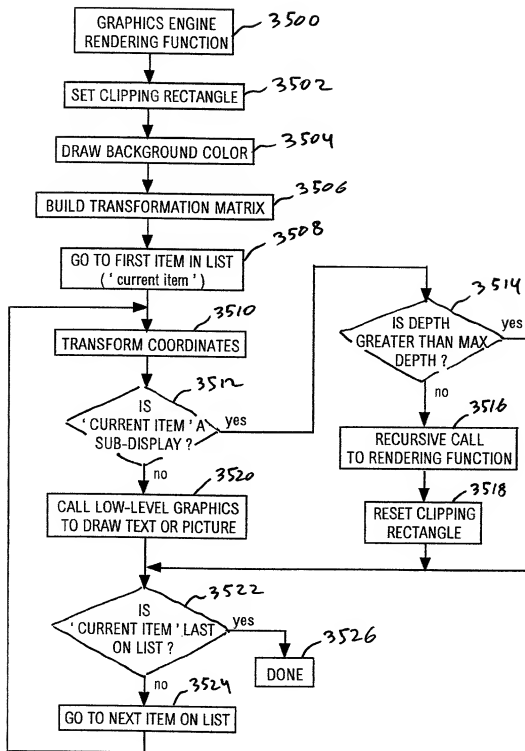 GRAPHICS ENGINE
RENDERING FUNCTION
3500
SET CLIPPING RECTANGLE
3502
DRAW BACKGROUND COLOR
3504
BUILD TRANSFORMATION MATRIX
3506
GO TO FIRST ITEM IN LIST
( ' current item ' )
3508
TRANSFORM COORDINATES
3510
IS
' CURRENT ITEM ' A
SUB-DISPLAY ?
3512
yes
no
IS DEPTH
GREATER THAN MAX
DEPTH ?
3514
yes
no
RECURSIVE CALL
TO RENDERING FUNCTION
3516
RESET CLIPPING
RECTANGLE
3518
CALL LOW-LEVEL GRAPHICS
TO DRAW TEXT OR PICTURE
3520
IS
' CURRENT ITEM ' LAST
ON LIST ?
3522
yes
no
DONE
3526
GO TO NEXT ITEM ON LIST
3524